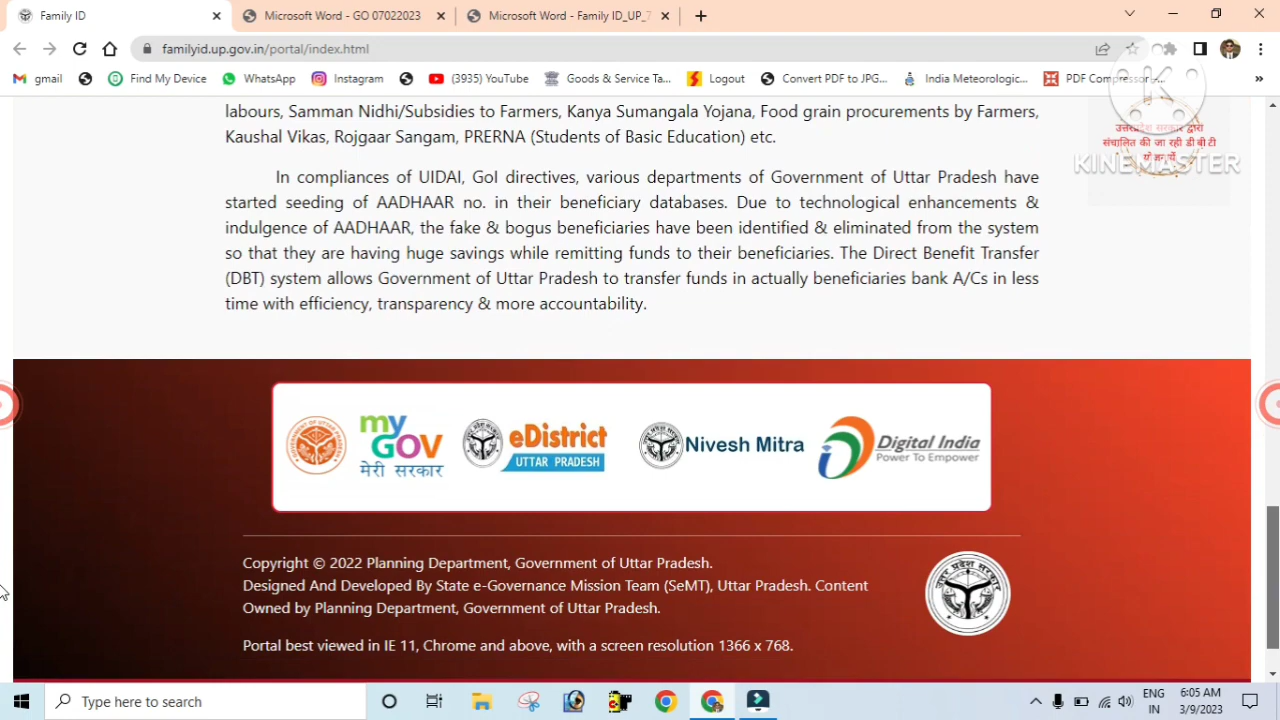 Family ID
Microsoft Word - GO 07022023
Microsoft Word - Family ID_UP_7
familyid.up.gov.in/portal/index.html
gmail
Find My Device
WhatsApp
Instagram
(3935) YouTube
Goods & Service Ta...
Logout
Convert PDF to JPG...
India Meteorologic...
PDF Compressor
»
labours, Samman Nidhi/Subsidies to Farmers, Kanya Sumangala Yojana, Food grain procurements by Farmers,
Kaushal Vikas, Rojgaar Sangam, PRERNA (Students of Basic Education) etc.
उत्तर प्रदेश सरकार द्वारा
संचालित की जा रही डी बी टी
योजनायें
KINEMASTER
In compliances of UIDAI, GoI directives, various departments of Government of Uttar Pradesh have
started seeding of AADHAAR no. in their beneficiary databases. Due to technological enhancements &
indulgence of AADHAAR, the fake & bogus beneficiaries have been identified & eliminated from the system
so that they are having huge savings while remitting funds to their beneficiaries. The Direct Benefit Transfer
(DBT) system allows Government of Uttar Pradesh to transfer funds in actually beneficiaries bank A/Cs in less
time with efficiency, transparency & more accountability.
my
GOV
मेरी सरकार
eDistrict
UTTAR PRADESH
Nivesh Mitra
Digital India
Power To Empower
Copyright © 2022 Planning Department, Government of Uttar Pradesh.
Designed And Developed By State e-Governance Mission Team (SeMT), Uttar Pradesh. Content
Owned by Planning Department, Government of Uttar Pradesh.
Portal best viewed in IE 11, Chrome and above, with a screen resolution 1366 x 768.
उत्तर प्रदेश सरकार
Type here to search
ENG
IN
6:05 AM
3/9/2023